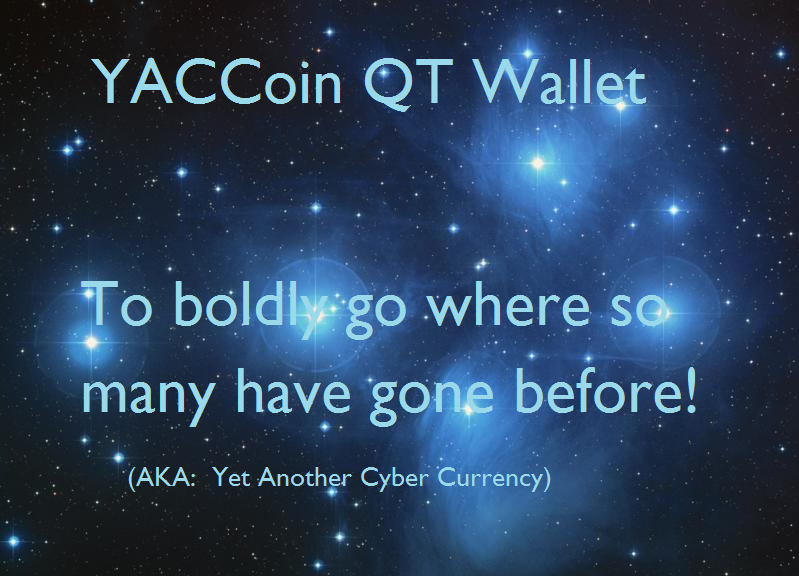 YACCoin QT Wallet
To boldly go where so
many have gone before!
(AKA:  Yet Another Cyber Currency)